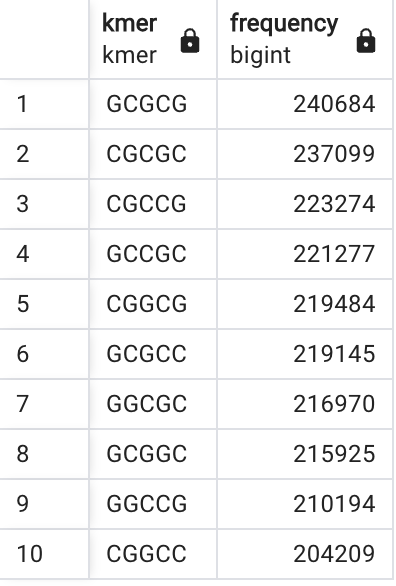 kmer frequency
kmer bigint
1 GCGCG 240684
2 CGCGC 237099
3 CGCCG 223274
4 GCCGC 221277
5 CGGCG 219484
6 GCGCC 219145
7 GGCGC 216970
8 GCGGC 215925
9 GGCCG 210194
10 CGGCC 204209